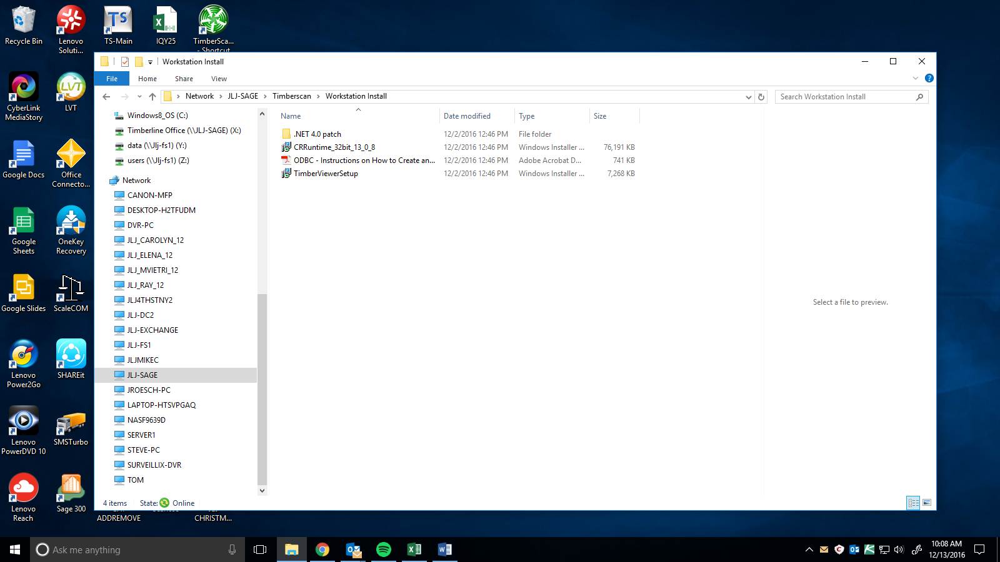 Recycle Bin
Lenovo
Soluti...
TS-Main
IQY25
TimberSca...
- Shortcut
CyberLink
MediaStory
LVT
Google Docs
Office
Connecto...
Google
Sheets
OneKey
Recovery
Google Slides
ScaleCOM
Lenovo
Power2Go
SHAREit
Lenovo
PowerDVD 10
SMSTurbo
Lenovo
Reach
Sage 300
ADDREMOVE
CHRISTM...
Workstation Install
File
Home
Share
View
Network
JLJ-SAGE
Timberscan
Workstation Install
Search Workstation Install
Windows8_OS (C:)
Timberline Office (\\JLJ-SAGE) (X:)
data (\\Jlj-fs1) (Y:)
users (\\Jlj-fs1) (Z:)
Network
CANON-MFP
DESKTOP-H2TFUDM
DVR-PC
JLJ_CAROLYN_12
JLJ_ELENA_12
JLJ_MVIETRI_12
JLJ_RAY_12
JLJ4THSTNY2
JLJ-DC2
JLJ-EXCHANGE
JLJ-FS1
JLJMIKEC
JLJ-SAGE
JROESCH-PC
LAPTOP-HTSVPGAQ
NASF9639D
SERVER1
STEVE-PC
SURVEILLIX-DVR
TOM
Name Date modified Type Size
.NET 4.0 patch 12/2/2016 12:46 PM File folder
CRRuntime_32bit_13_0_8 12/2/2016 12:46 PM Windows Installer ... 76,191 KB
ODBC - Instructions on How to Create an... 12/2/2016 12:46 PM Adobe Acrobat D... 741 KB
TimberViewerSetup 12/2/2016 12:46 PM Windows Installer ... 7,268 KB
Select a file to preview.
4 items State: Online
Ask me anything
10:08 AM
12/13/2016